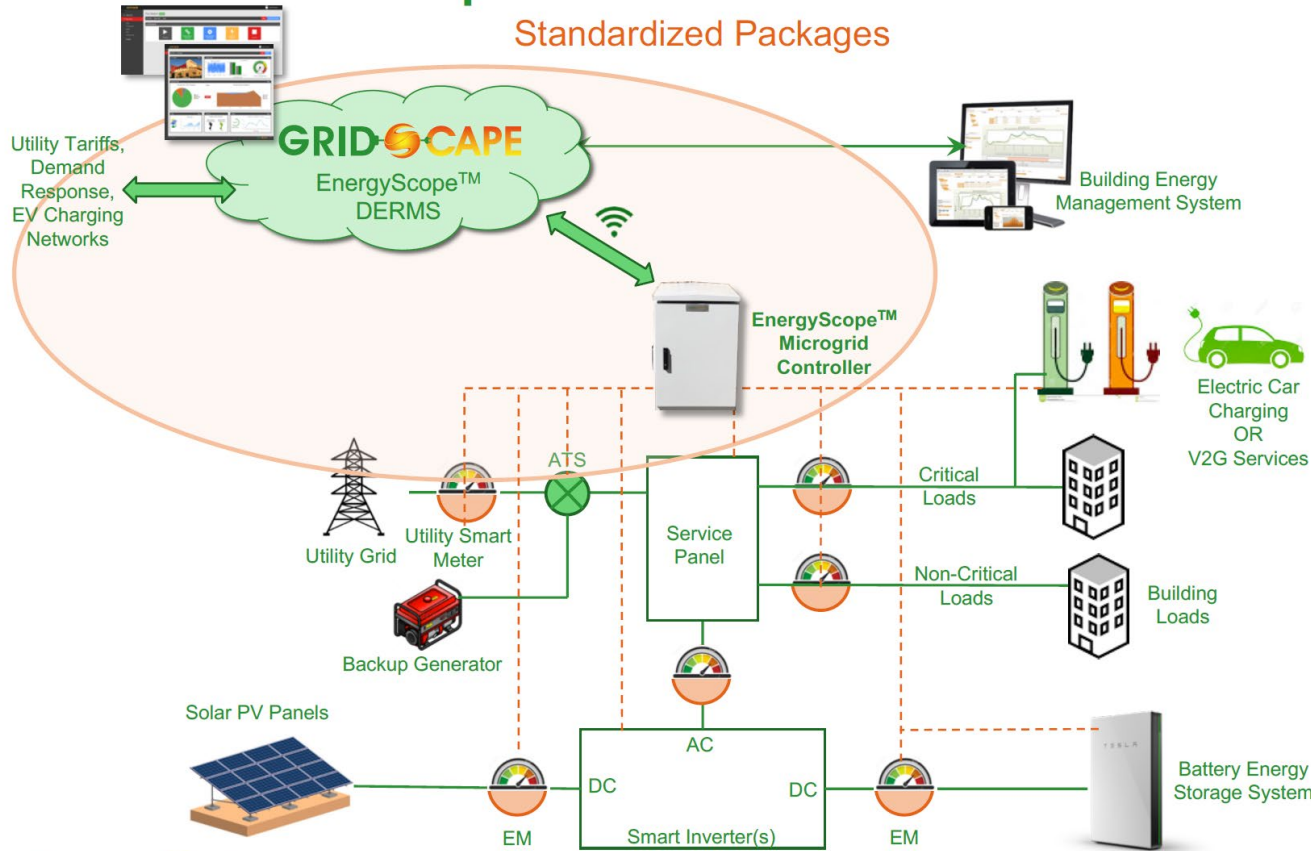 Standardized Packages
GRIDSCAPE
EnergyScope™
DERMS
Utility Tariffs,
Demand
Response,
EV Charging
Networks
Building Energy
Management System
EnergyScope™
Microgrid
Controller
Electric Car
Charging
OR
V2G Services
ATS
Critical
Loads
Utility Grid
Utility Smart
Meter
Service
Panel
Non-Critical
Loads
Building
Loads
Backup Generator
Solar PV Panels
AC
DC
DC
TESLA
Battery Energy
Storage System
EM
Smart Inverter(s)
EM